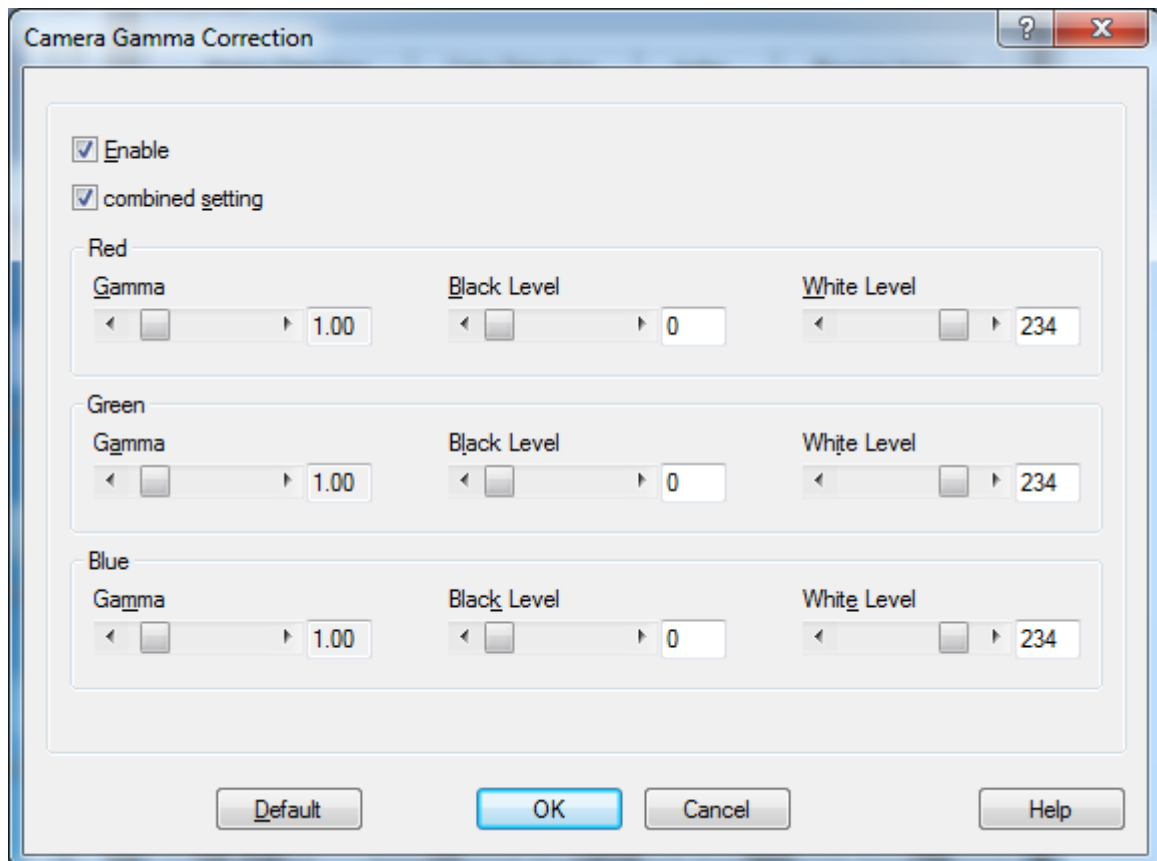 Camera Gamma Correction
Enable
combined setting
Red
Gamma Black Level White Level
1.00 0 234
Green
Gamma Black Level White Level
1.00 0 234
Blue
Gamma Black Level White Level
1.00 0 234
Default OK Cancel Help